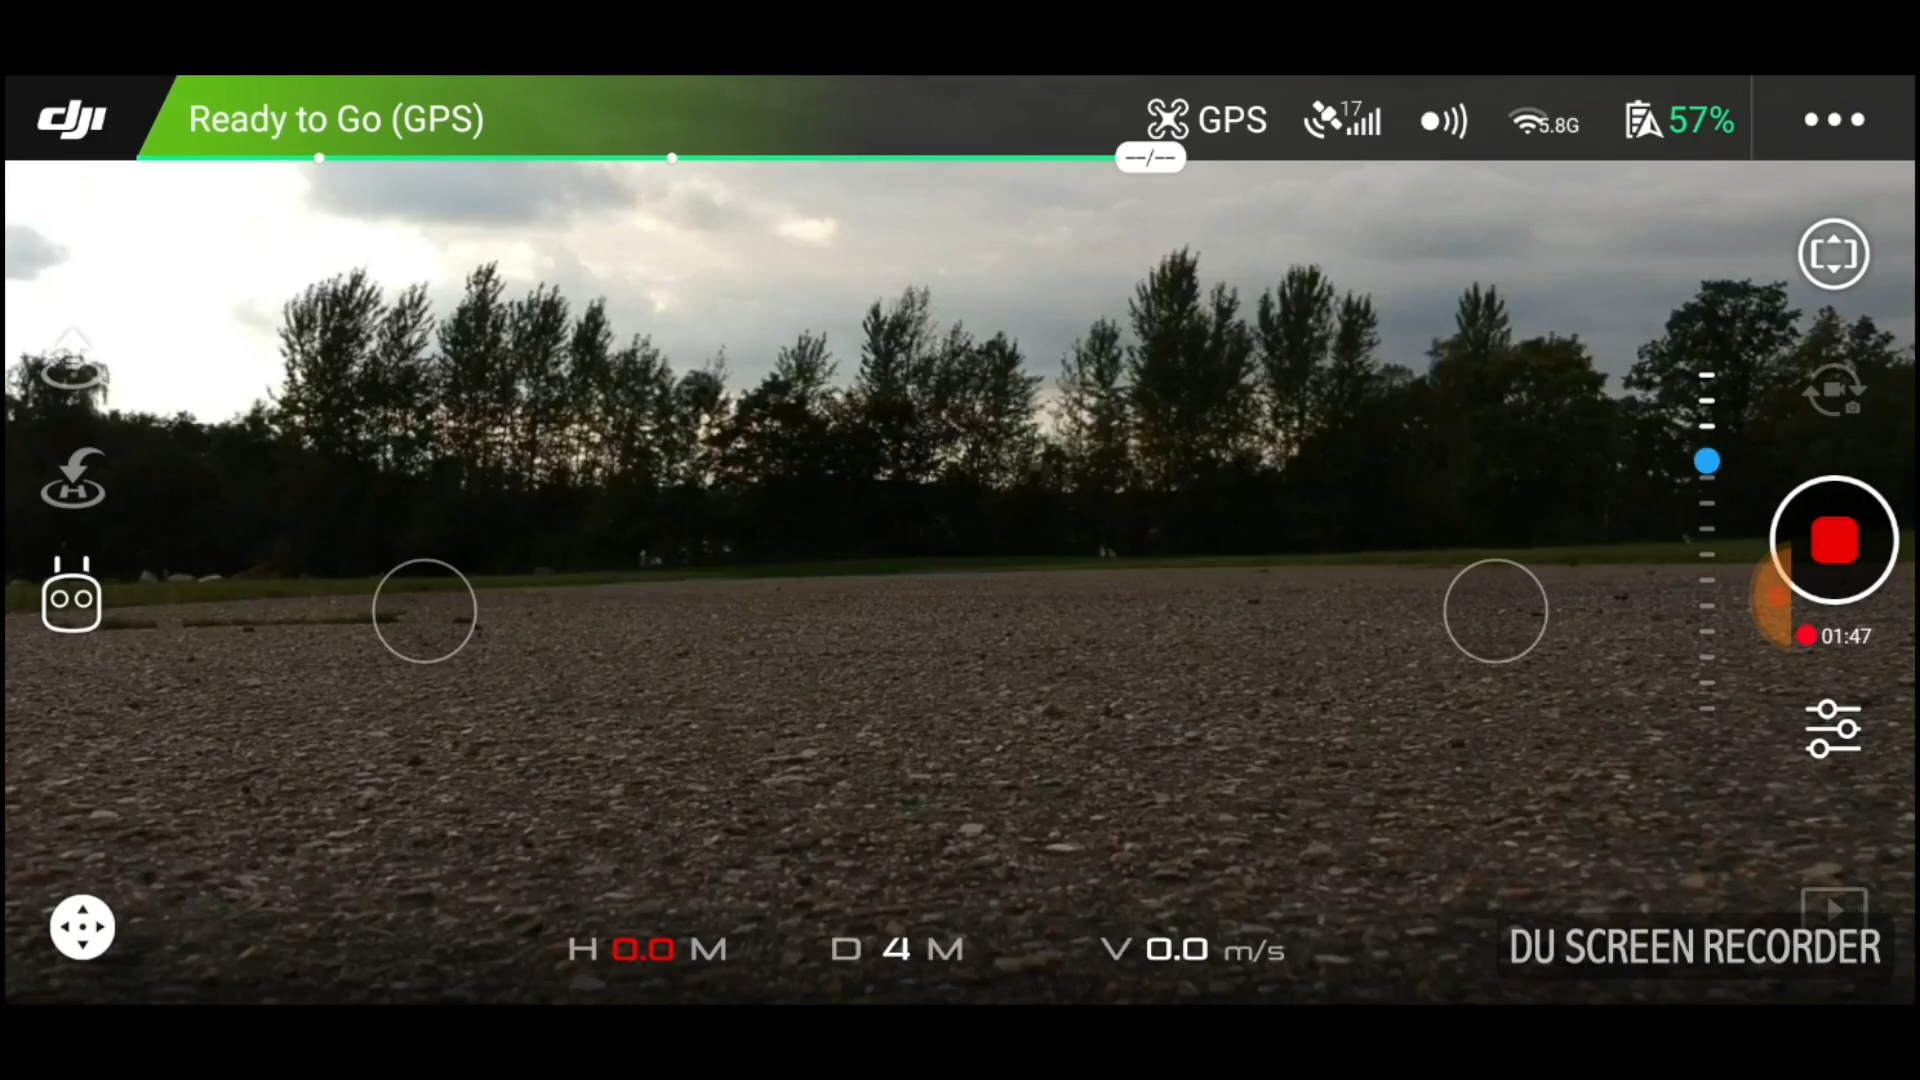 dji
Ready to Go (GPS)
GPS
17
5.8G
57%
--/--
01:47
H 0.0 M
D 4 M
V 0.0 m/s
DU SCREEN RECORDER